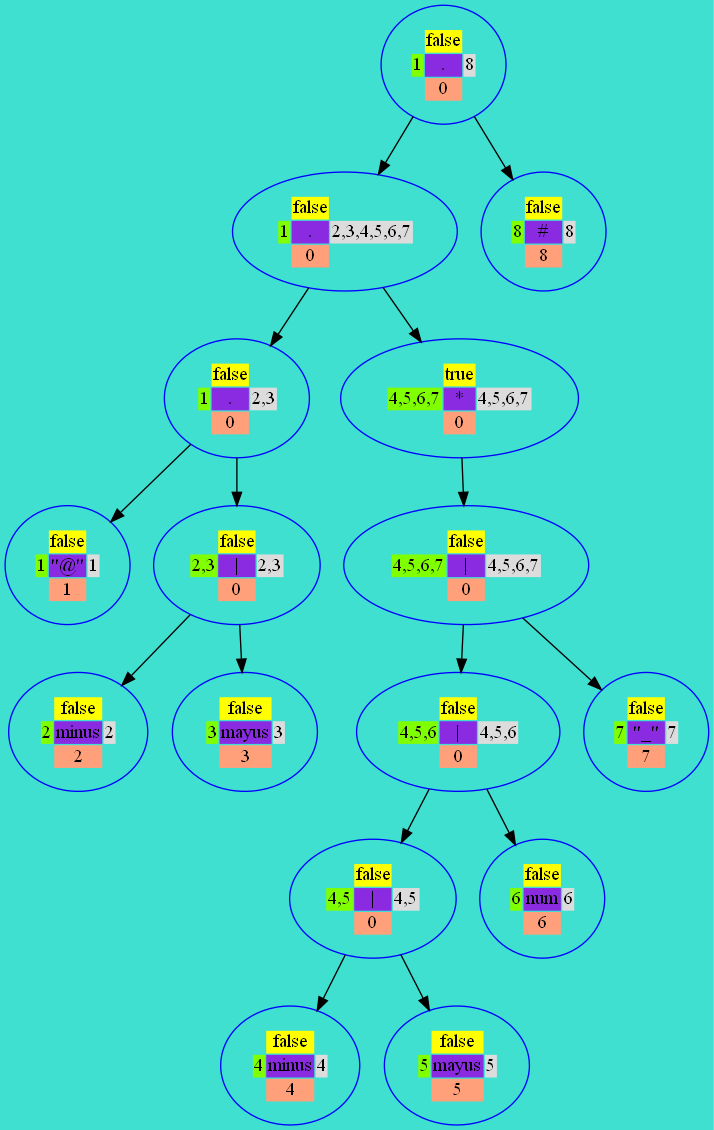 false
1 . 8
0
false
1 . 2,3,4,5,6,7
0
false
8 # 8
8
false
1 . 2,3
0
true
4,5,6,7 * 4,5,6,7
0
false
1 "@" 1
1
false
2,3 | 2,3
0
false
4,5,6,7 | 4,5,6,7
0
false
2 minus 2
2
false
3 mayus 3
3
false
4,5,6 | 4,5,6
0
false
7 "_" 7
7
false
4,5 | 4,5
0
false
6 num 6
6
false
4 minus 4
4
false
5 mayus 5
5